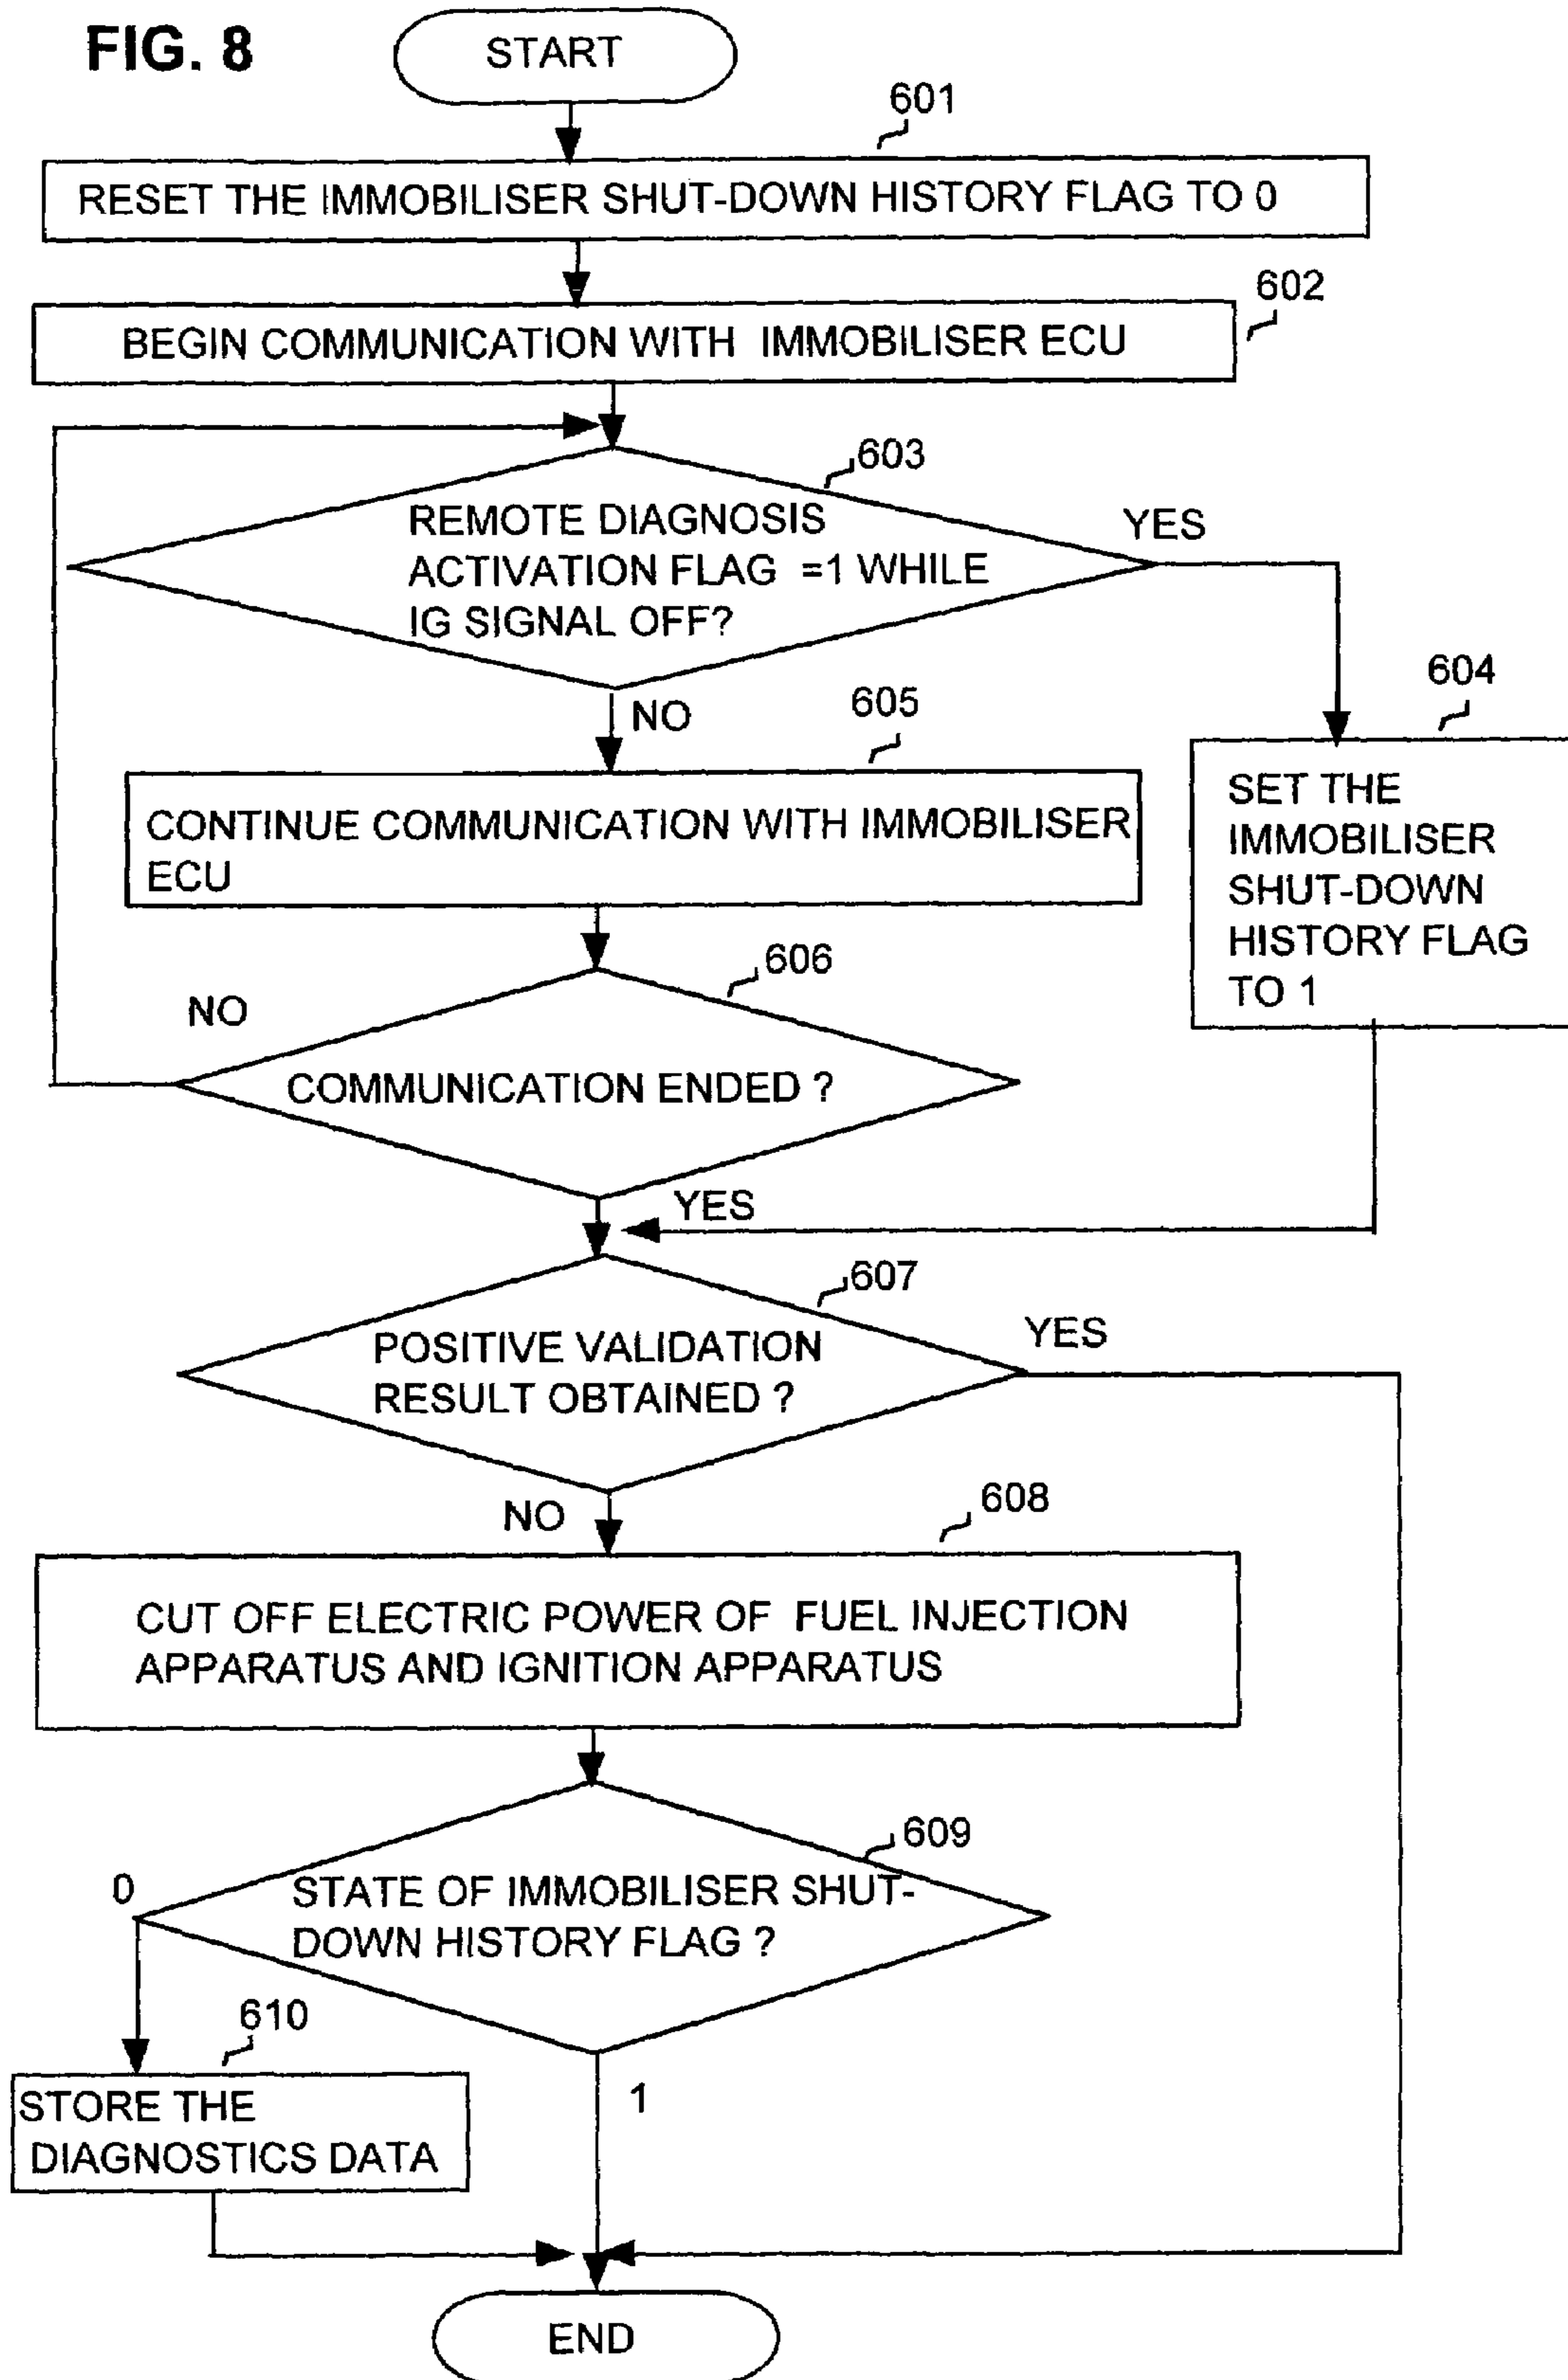 FIG. 8
START
601
RESET THE IMMOBILISER SHUT-DOWN HISTORY FLAG TO 0
602
BEGIN COMMUNICATION WITH IMMOBILISER ECU
603
REMOTE DIAGNOSIS
ACTIVATION FLAG =1 WHILE
IG SIGNAL OFF?
YES
NO
604
SET THE
IMMOBILISER
SHUT-DOWN
HISTORY FLAG
TO 1
605
CONTINUE COMMUNICATION WITH IMMOBILISER
ECU
606
NO
COMMUNICATION ENDED ?
YES
607
POSITIVE VALIDATION
RESULT OBTAINED ?
YES
NO
608
CUT OFF ELECTRIC POWER OF FUEL INJECTION
APPARATUS AND IGNITION APPARATUS
609
0
STATE OF IMMOBILISER SHUT-
DOWN HISTORY FLAG ?
1
610
STORE THE
DIAGNOSTICS DATA
END